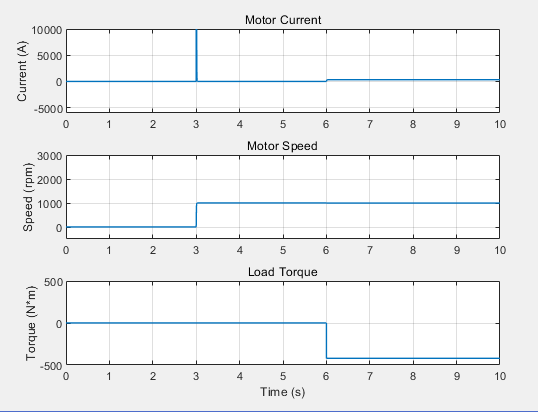 Motor Current
Current (A)
10000
5000
0
-5000
0 1 2 3 4 5 6 7 8 9 10
Motor Speed
Speed (rpm)
3000
2000
1000
0
0 1 2 3 4 5 6 7 8 9 10
Load Torque
Torque (N*m)
500
0
-500
0 1 2 3 4 5 6 7 8 9 10
Time (s)